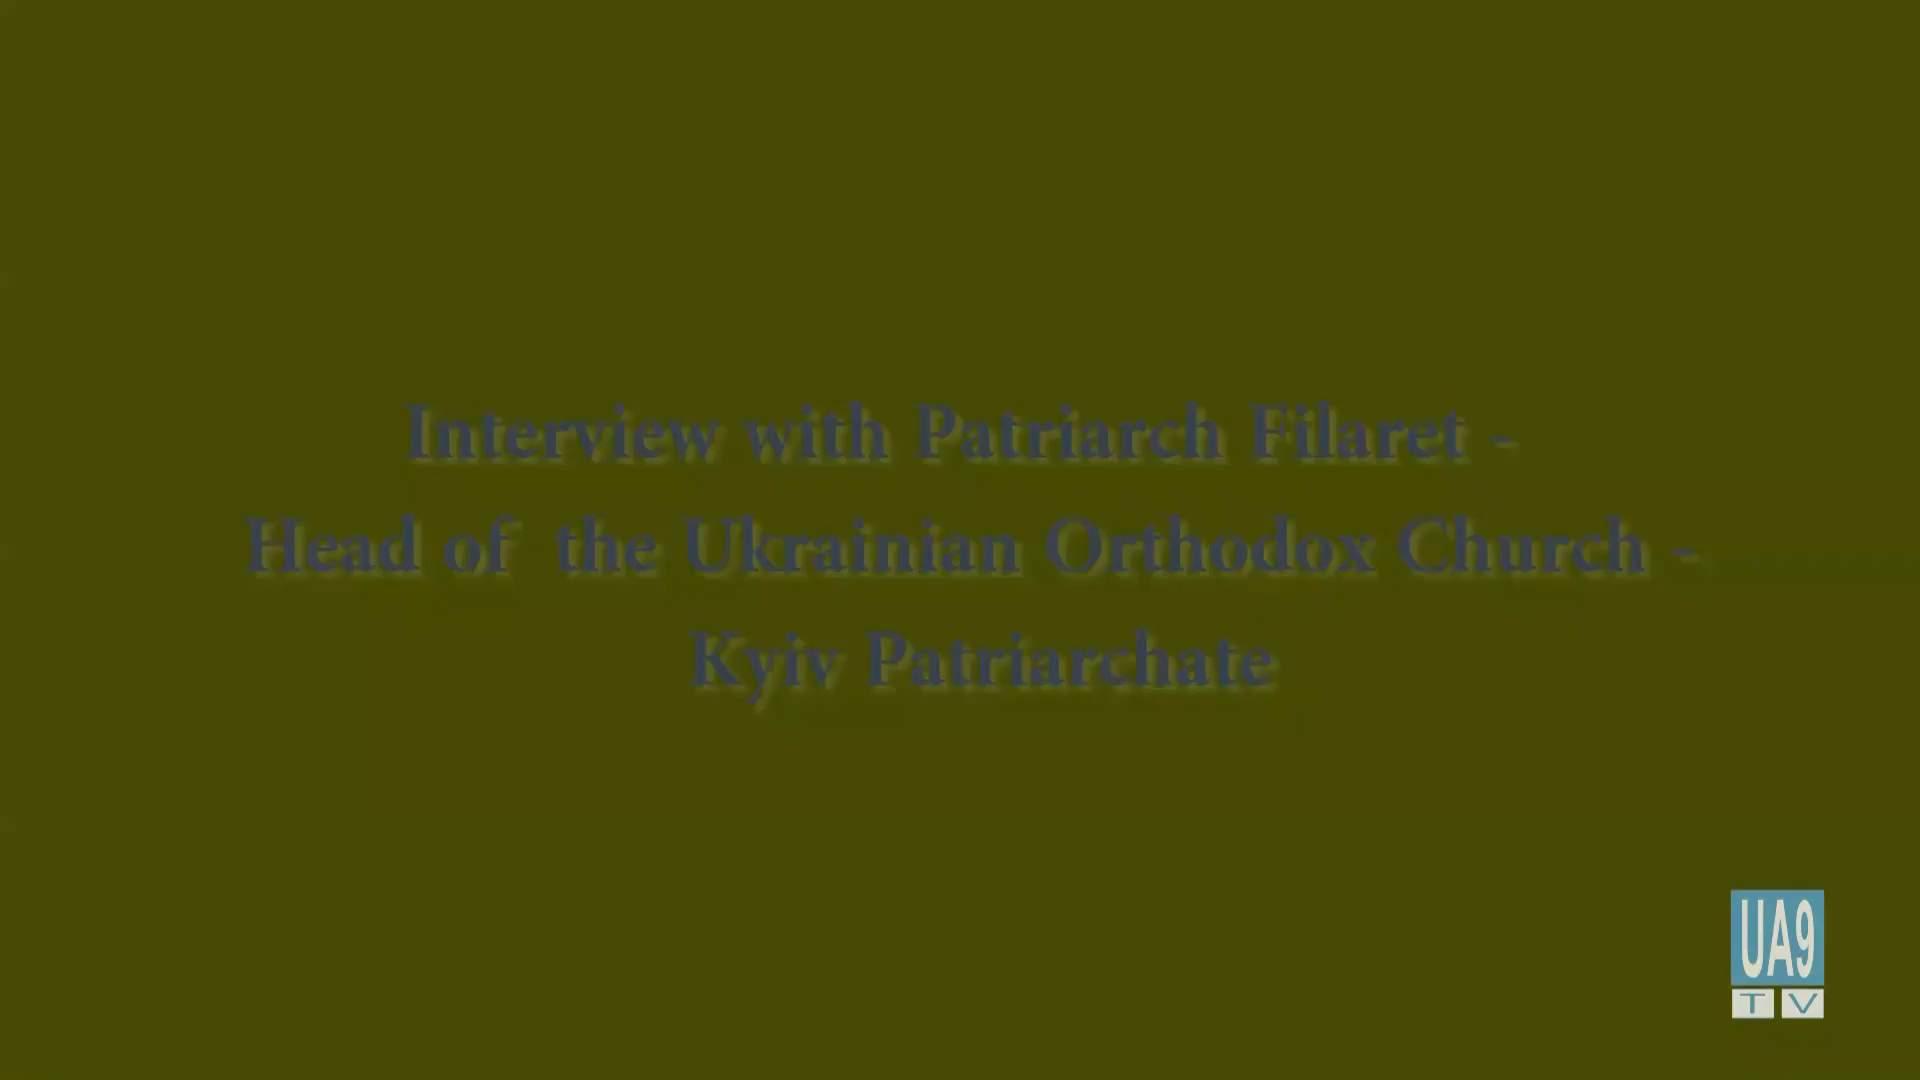 Interview with Patriarch Filaret -
Head of  the Ukrainian Orthodox Church -
Kyiv Patriarchate
UA9
TV